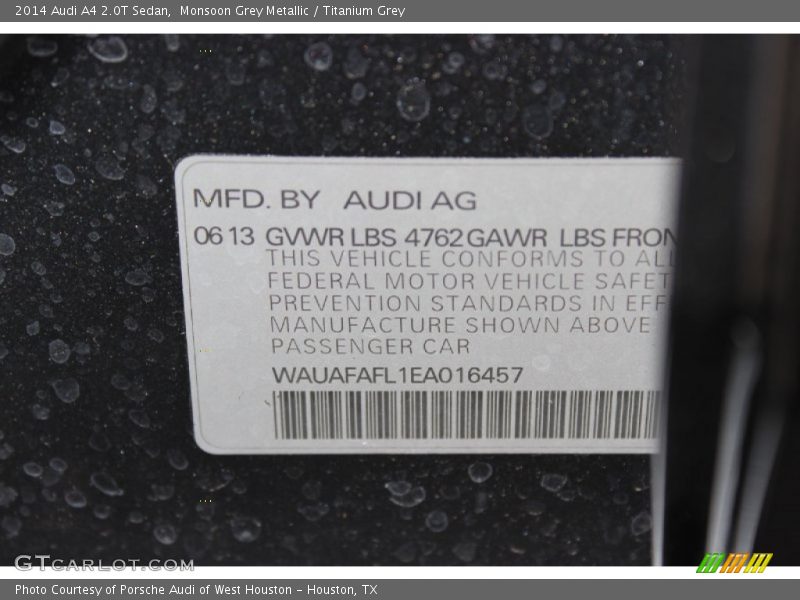 2014 Audi A4 2.0T Sedan,  Monsoon Grey Metallic / Titanium Grey
MFD. BY AUDI AG
06 13 GVWR LBS 4762 GAWR LBS FRON
THIS VEHICLE CONFORMS TO ALL
FEDERAL MOTOR VEHICLE SAFET
PREVENTION STANDARDS IN EFF
MANUFACTURE SHOWN ABOVE
PASSENGER CAR
WAUAFAFL1EA016457
GTCARLOT.COM
Photo Courtesy of Porsche Audi of West Houston – Houston, TX